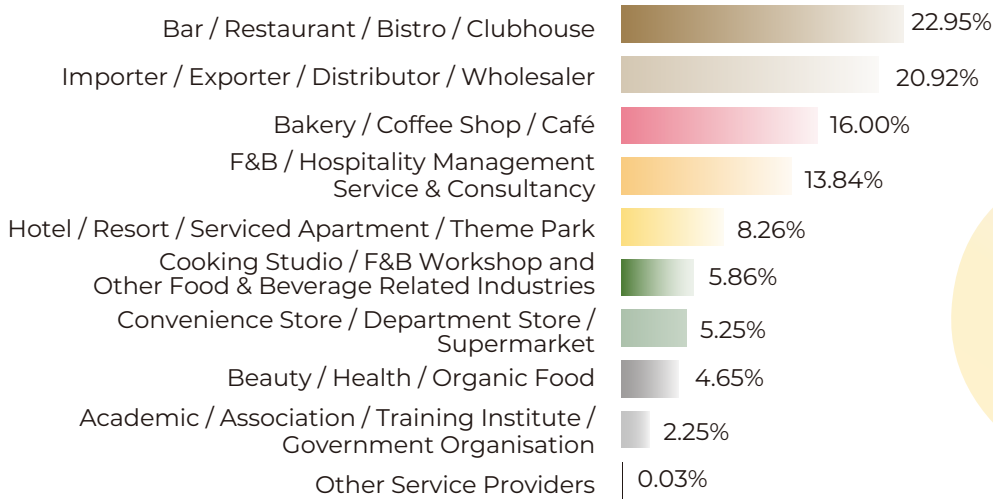 Bar / Restaurant / Bistro / Clubhouse 22.95%
Importer / Exporter / Distributor / Wholesaler 20.92%
Bakery / Coffee Shop / Café 16.00%
F&B / Hospitality Management
Service & Consultancy 13.84%
Hotel / Resort / Serviced Apartment / Theme Park 8.26%
Cooking Studio / F&B Workshop and
Other Food & Beverage Related Industries 5.86%
Convenience Store / Department Store /
Supermarket 5.25%
Beauty / Health / Organic Food 4.65%
Academic / Association / Training Institute /
Government Organisation 2.25%
Other Service Providers 0.03%